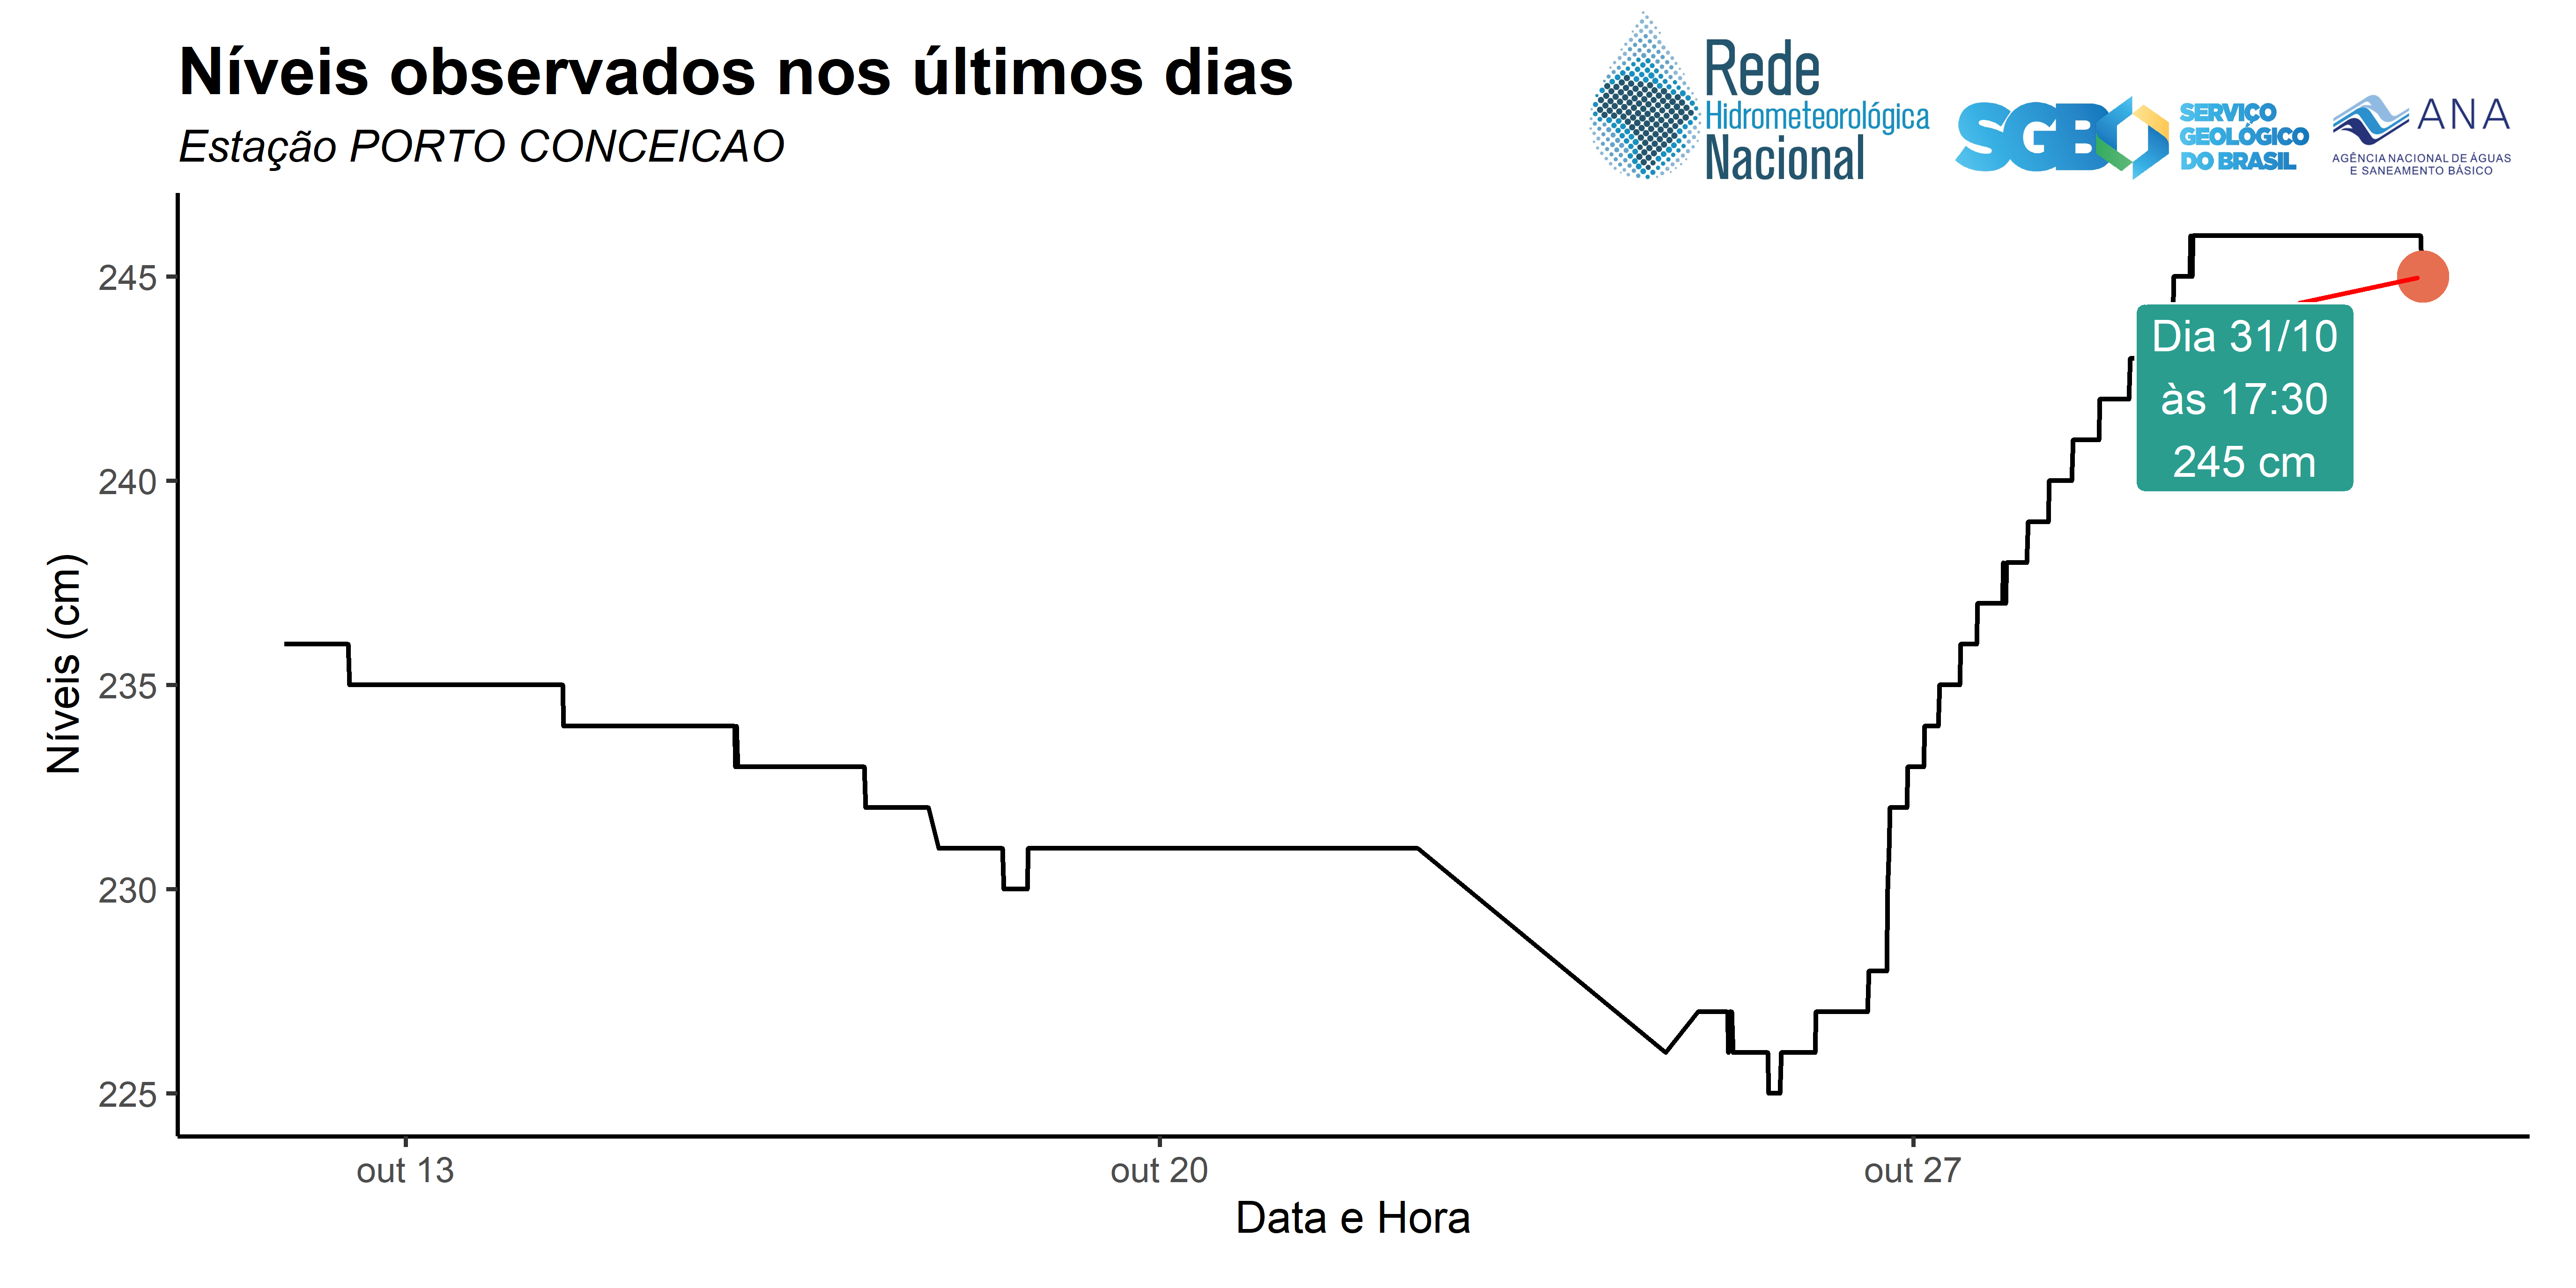 Níveis observados nos últimos dias
Estação PORTO CONCEICAO
Rede
Hidrometeorológica
Nacional
SGB
SERVIÇO
GEOLÓGICO
DO BRASIL
ANA
AGÊNCIA NACIONAL DE ÁGUAS
E SANEAMENTO BÁSICO
Níveis (cm)
245
240
235
230
225
Dia 31/10
às 17:30
245 cm
out 13
out 20
out 27
Data e Hora